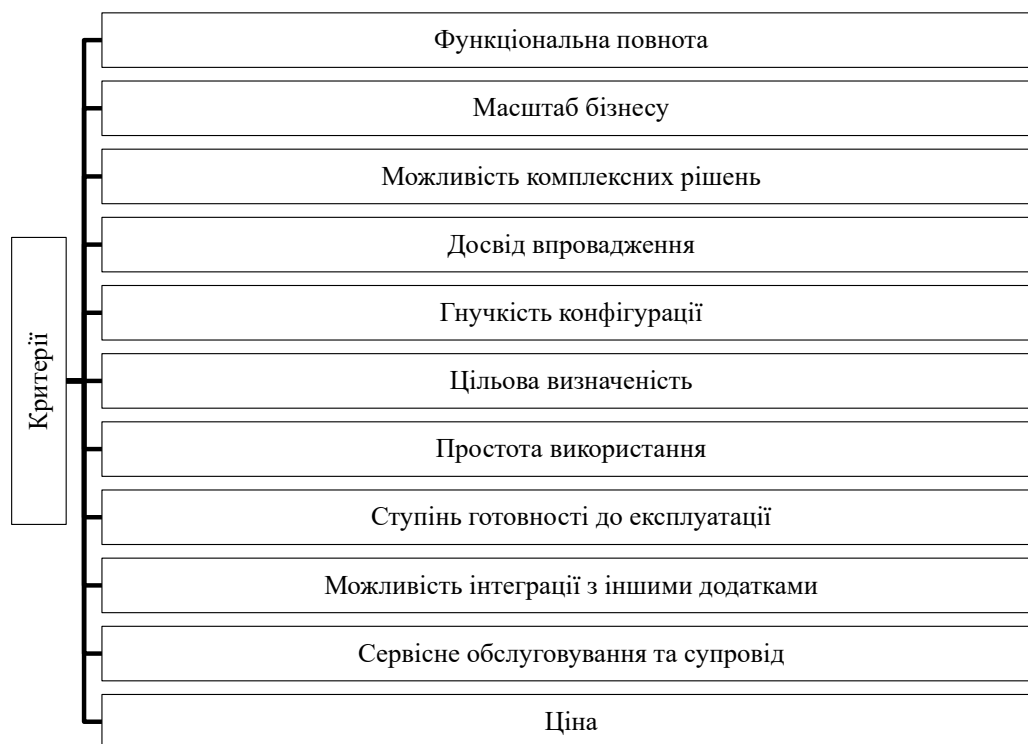 Критерії
Функціональна повнота
Масштаб бізнесу
Можливість комплексних рішень
Досвід впровадження
Гнучкість конфігурації
Цільова визначеність
Простота використання
Ступінь готовності до експлуатації
Можливість інтеграції з іншими додатками
Сервісне обслуговування та супровід
Ціна